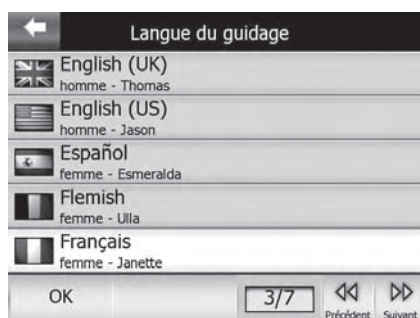 Langue du guidage
English (UK)
homme - Thomas
English (US)
homme - Jason
Español
femme - Esmeralda
Flemish
femme - Ulla
Français
femme - Janette
OK
3/7
Précédent
Suivant